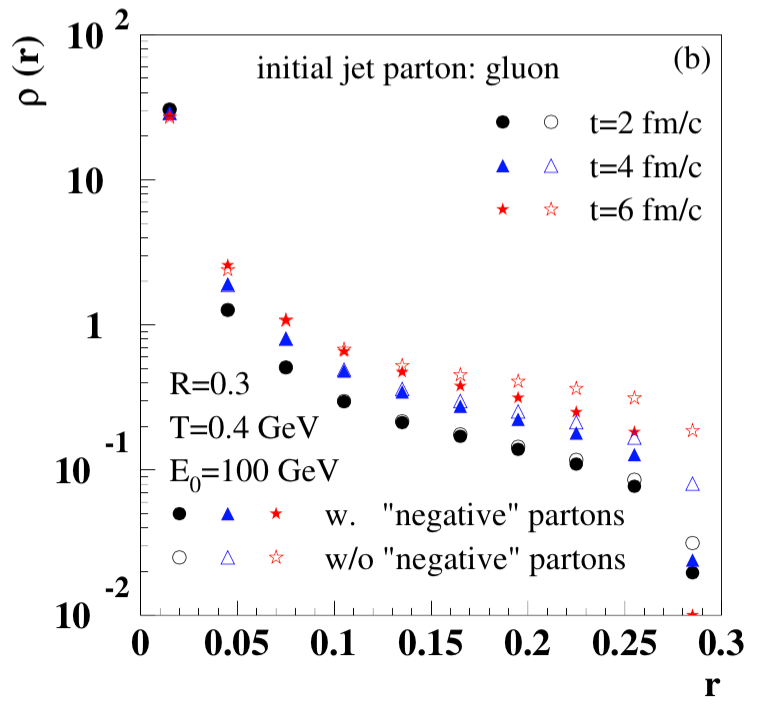 ρ (r)
10²
10
1
10⁻¹
10⁻²
(b)
initial jet parton: gluon
t=2 fm/c
t=4 fm/c
t=6 fm/c
R=0.3
T=0.4 GeV
E₀=100 GeV
w. "negative" partons
w/o "negative" partons
0 0.05 0.1 0.15 0.2 0.25 0.3
r